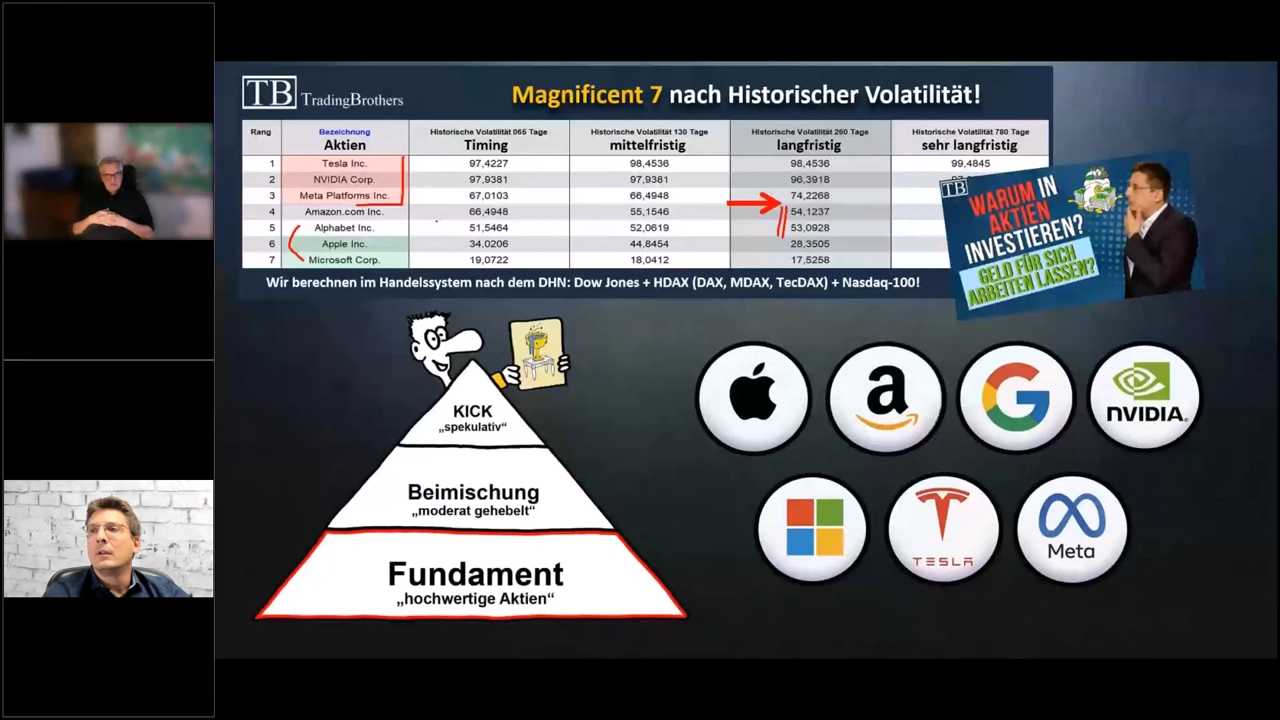 TB TradingBrothers
Magnificent 7 nach Historischer Volatilität!
Rang Bezeichnung Aktien Historische Volatilität 065 Tage Timing Historische Volatilität 130 Tage mittelfristig Historische Volatilität 260 Tage langfristig Historische Volatilität 780 Tage sehr langfristig
1 Tesla Inc. 97,4227 98,4536 98,4536 99,4845
2 NVIDIA Corp. 97,9381 97,9381 96,3918
3 Meta Platforms Inc. 67,0103 66,4948 74,2268
4 Amazon.com Inc. 66,4948 55,1546 54,1237
5 Alphabet Inc. 51,5464 52,0619 53,0928
6 Apple Inc. 34,0206 44,8454 28,3505
7 Microsoft Corp. 19,0722 18,0412 17,5258
Wir berechnen im Handelssystem nach dem DHN: Dow Jones + HDAX (DAX, MDAX, TecDAX) + Nasdaq-100!
TB
WARUM IN
AKTIEN
INVESTIEREN?
GELD FÜR SICH
ARBEITEN LASSEN?
KICK
„spekulativ“
Beimischung
„moderat gehebelt“
Fundament
„hochwertige Aktien“
a
G
NVIDIA
TESLA
Meta